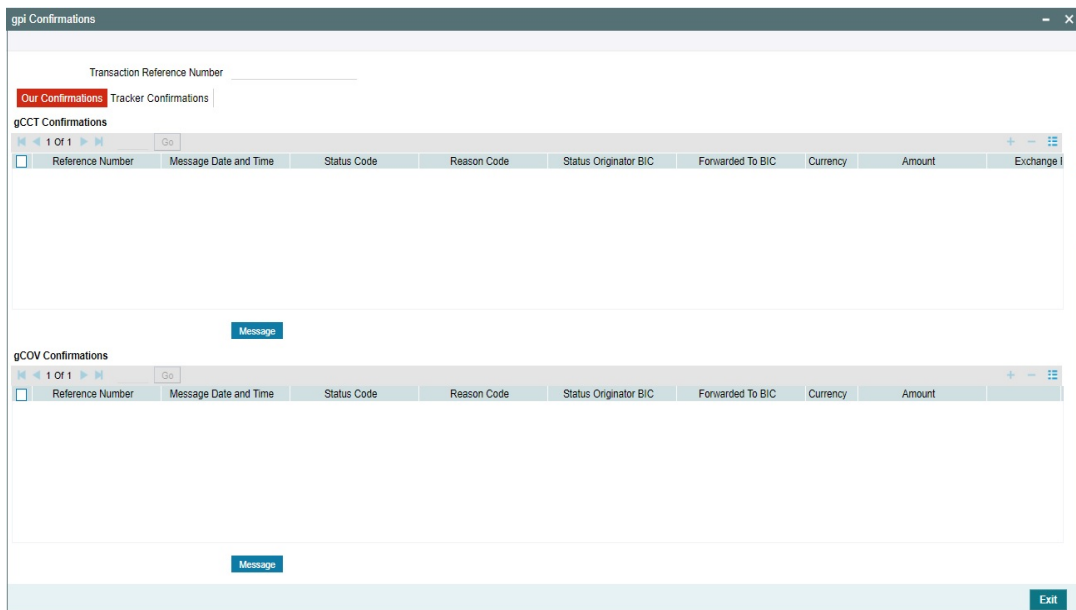 gpi Confirmations
Transaction Reference Number
Our Confirmations Tracker Confirmations
gCCT Confirmations
1 Of 1 Go
Reference Number Message Date and Time Status Code Reason Code Status Originator BIC Forwarded To BIC Currency Amount Exchange
Message
gCOV Confirmations
1 Of 1 Go
Reference Number Message Date and Time Status Code Reason Code Status Originator BIC Forwarded To BIC Currency Amount
Message
Exit